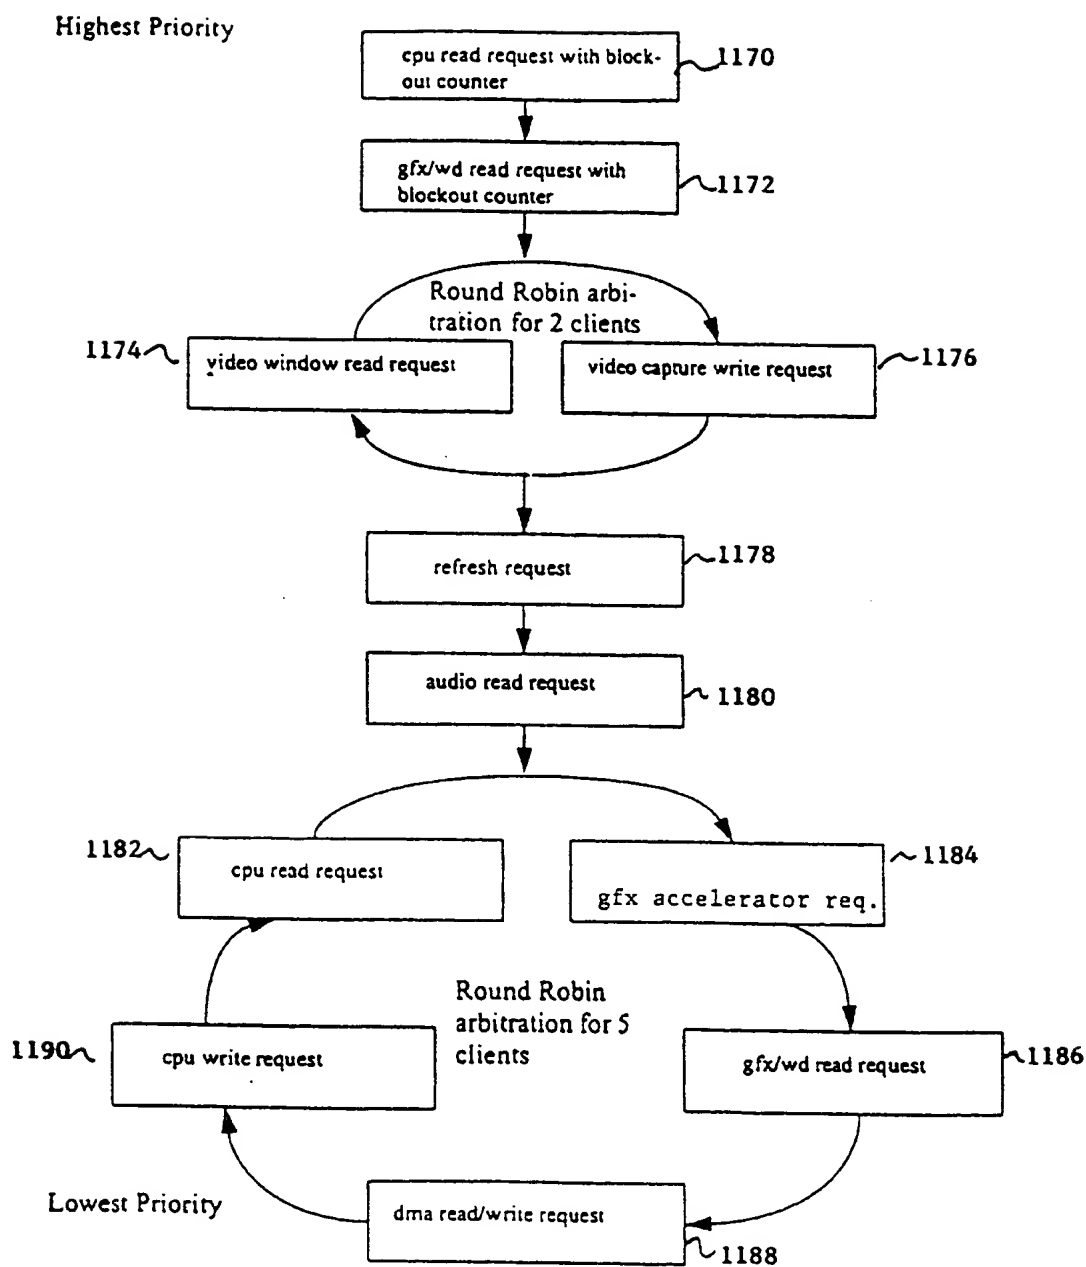 Highest Priority
cpu read request with block-
out counter
1170
gfx/wd read request with
blockout counter
1172
Round Robin arbi-
tration for 2 clients
1174
video window read request
video capture write request
1176
refresh request
1178
audio read request
1180
1182
cpu read request
gfx accelerator req.
1184
Round Robin
arbitration for 5
clients
1190
cpu write request
gfx/wd read request
1186
Lowest Priority
dma read/write request
1188